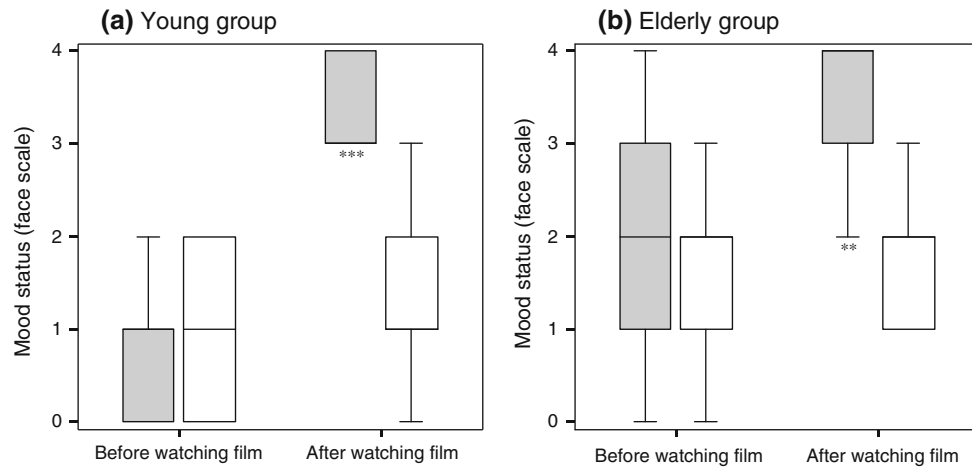 (a) Young group
Mood status (face scale)
4
3
2
1
0
***
Before watching film
After watching film
(b) Elderly group
Mood status (face scale)
4
3
2
1
0
**
Before watching film
After watching film